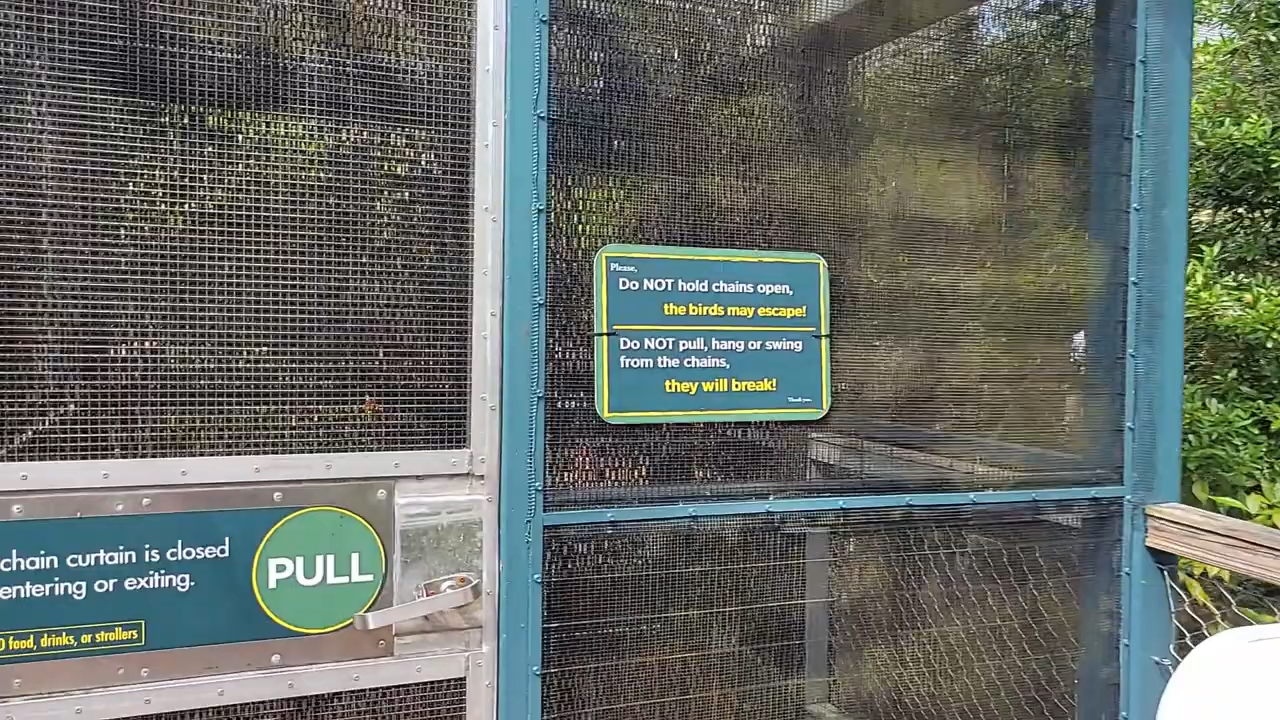 Please,
Do NOT hold chains open,
the birds may escape!
Do NOT pull, hang or swing
from the chains,
they will break!
Thank you.
chain curtain is closed
entering or exiting.
PULL
food, drinks, or strollers